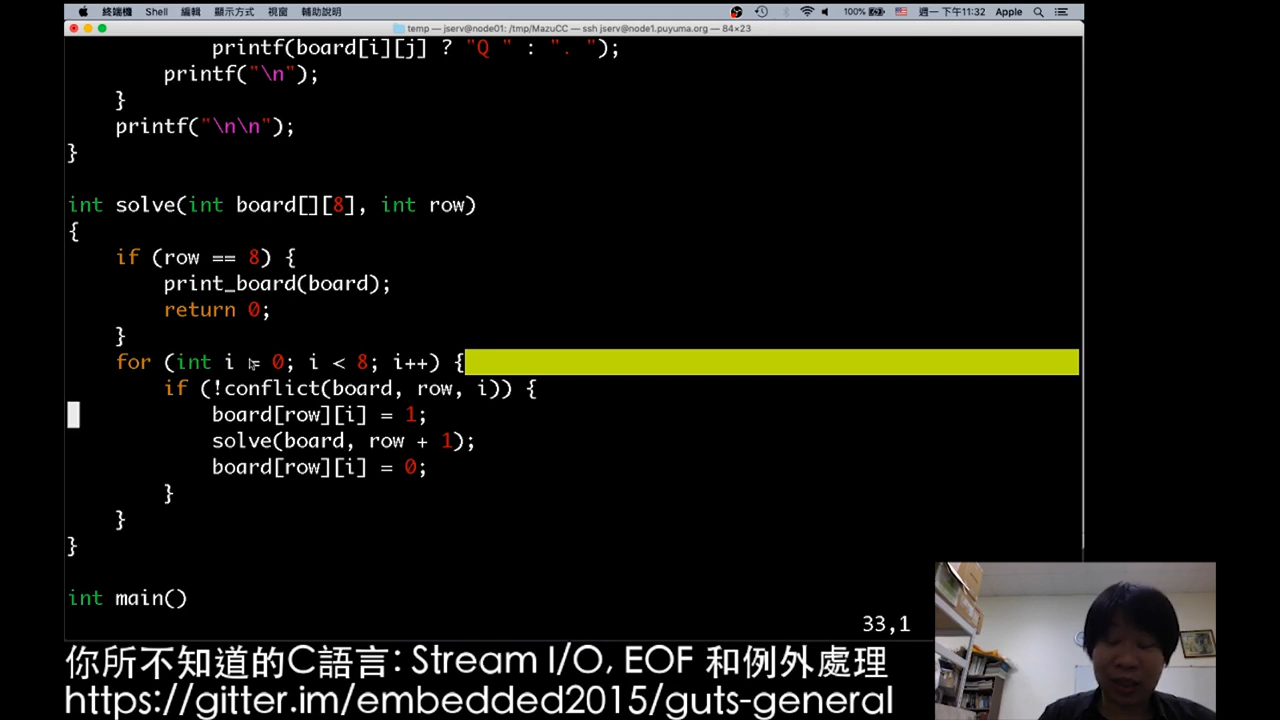 終端機 Shell 編輯 顯示方式 視窗 輔助說明 100% 週一 下午11:32 Apple
temp — jserv@node01: /tmp/MazuCC — ssh jserv@node1.puyuma.org — 84×23
printf(board[i][j] ? "Q " : ". ");
printf("\n");
}
printf("\n\n");
}
int solve(int board[][8], int row)
{
if (row == 8) {
print_board(board);
return 0;
}
for (int i = 0; i < 8; i++) {
if (!conflict(board, row, i)) {
board[row][i] = 1;
solve(board, row + 1);
board[row][i] = 0;
}
}
}
int main()
33,1
你所不知道的C語言: Stream I/O, EOF 和例外處理
https://gitter.im/embedded2015/guts-general